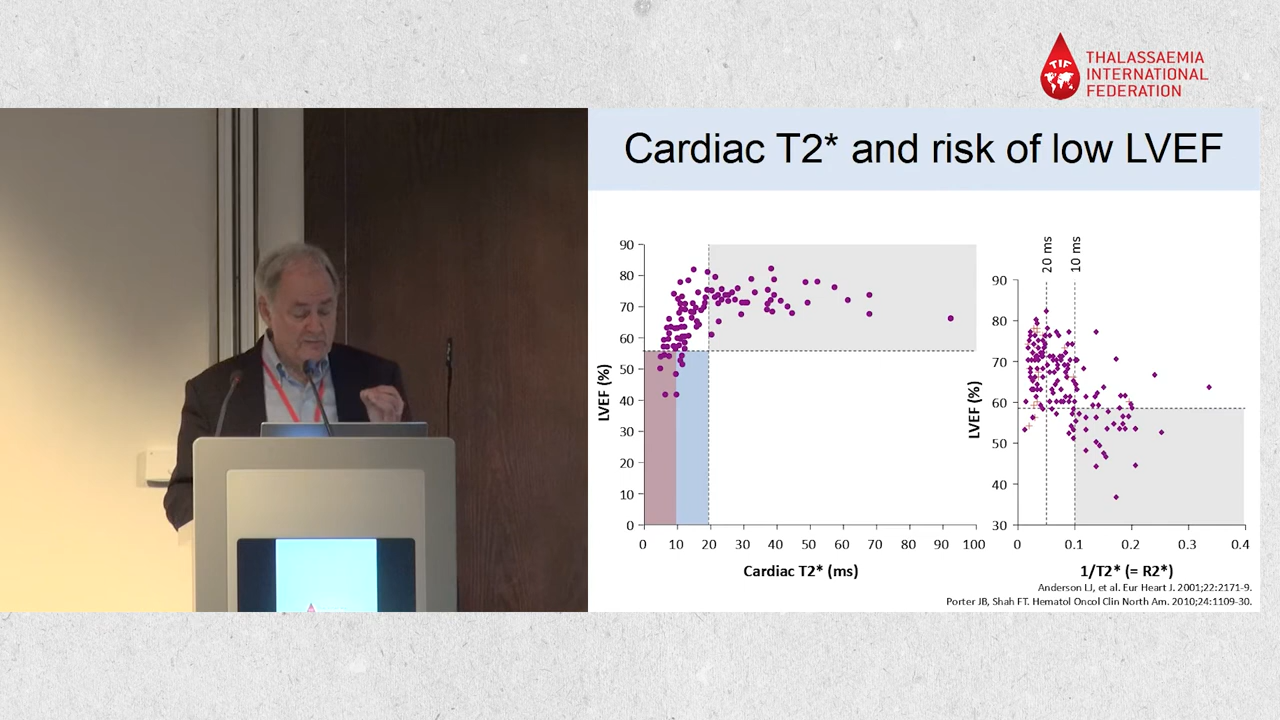 TIF
THALASSAEMIA
INTERNATIONAL
FEDERATION
Cardiac T2* and risk of low LVEF
90
80
70
60
50
40
30
20
10
0
LVEF (%)
0 10 20 30 40 50 60 70 80 90 100
Cardiac T2* (ms)
20 ms
10 ms
90
80
70
60
50
40
30
LVEF (%)
0 0.1 0.2 0.3 0.4
1/T2* (= R2*)
Anderson LJ, et al. Eur Heart J. 2001;22:2171-9.
Porter JB, Shah FT. Hematol Oncol Clin North Am. 2010;24:1109-30.